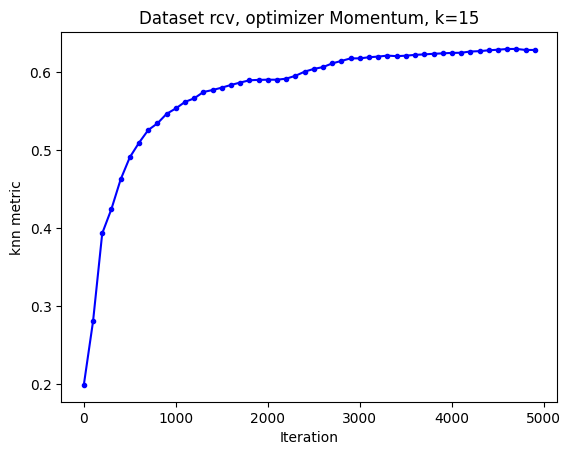 Dataset rcv, optimizer Momentum, k=15
knn metric
0.6
0.5
0.4
0.3
0.2
0 1000 2000 3000 4000 5000
Iteration